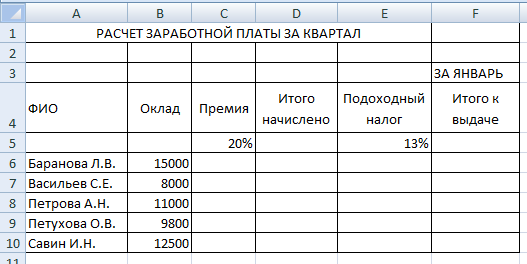 A B C D E F
1 РАСЧЕТ ЗАРАБОТНОЙ ПЛАТЫ ЗА КВАРТАЛ
2
3 ЗА ЯНВАРЬ
4 ФИО Оклад Премия Итого начислено Подоходный налог Итого к выдаче
5 20% 13%
6 Баранова Л.В. 15000
7 Васильев С.Е. 8000
8 Петрова А.Н. 11000
9 Петухова О.В. 9800
10 Савин И.Н. 12500
11